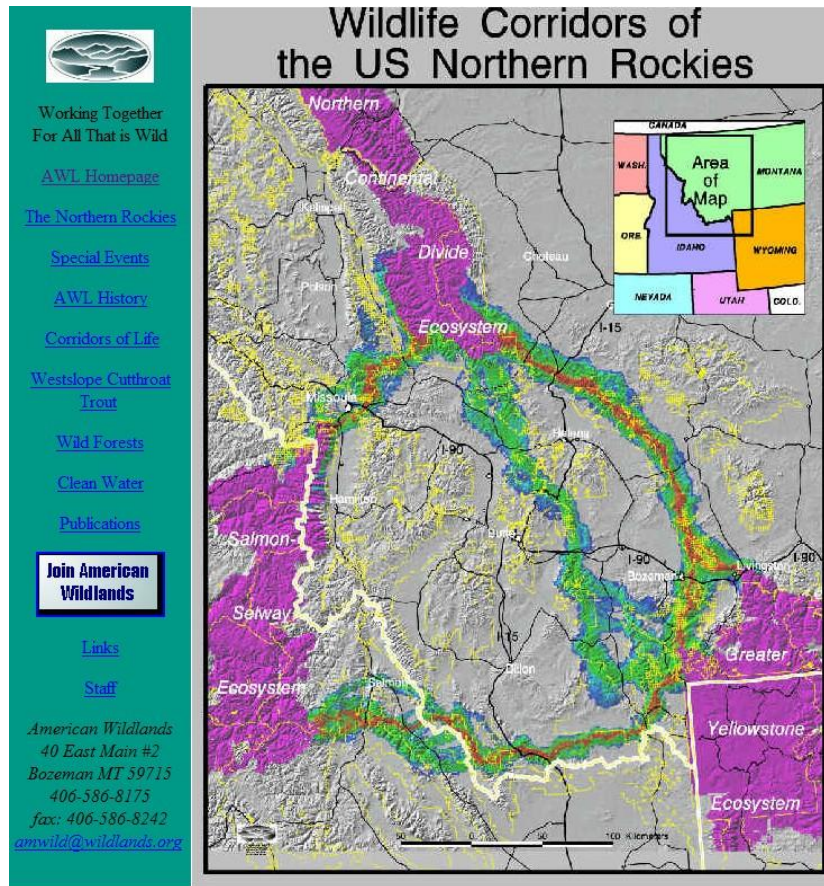 Working Together
For All That is Wild
AWL Homepage
The Northern Rockies
Special Events
AWL History
Corridors of Life
Westslope Cutthroat
Trout
Wild Forests
Clean Water
Publications
Join American
Wildlands
Links
Staff
American Wildlands
40 East Main #2
Bozeman MT 59715
406-586-8175
fax: 406-586-8242
amwild@wildlands.org
Wildlife Corridors of
the US Northern Rockies
Northern
Continental
Divide
Ecosystem
CANADA
WASH.
Area
of
Map
MONTANA
ORE.
IDAHO
WYOMING
NEVADA
UTAH
COLO.
Kalispell
Choteau
Polson
I-15
Missoula
Helena
I-90
Hamilton
Salmon-
Selway
Ecosystem
Butte
I-90
I-90
Bozeman
Livingston
I-15
Dillon
Salmon
Greater
Yellowstone
Ecosystem
50 0 50 100 Kilometers